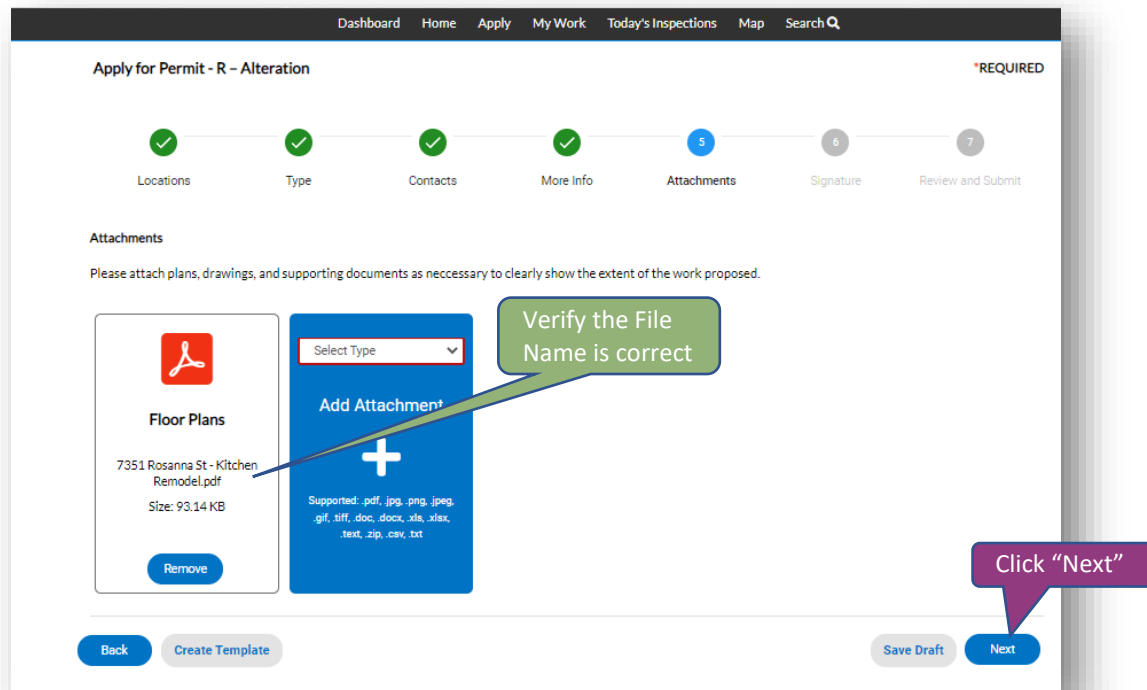 Dashboard Home Apply My Work Today's Inspections Map Search
Apply for Permit - R – Alteration
*REQUIRED
5 6 7
Locations Type Contacts More Info Attachments Signature Review and Submit
Attachments
Please attach plans, drawings, and supporting documents as neccessary to clearly show the extent of the work proposed.
Floor Plans
7351 Rosanna St - Kitchen
Remodel.pdf
Size: 93.14 KB
Remove
Select Type
Add Attachment
Supported: .pdf, .jpg, .png, .jpeg,
.gif, .tiff, .doc, .docx, .xls, .xlsx,
.text, .zip, .csv, .txt
Verify the File
Name is correct
Click “Next”
Back Create Template Save Draft Next